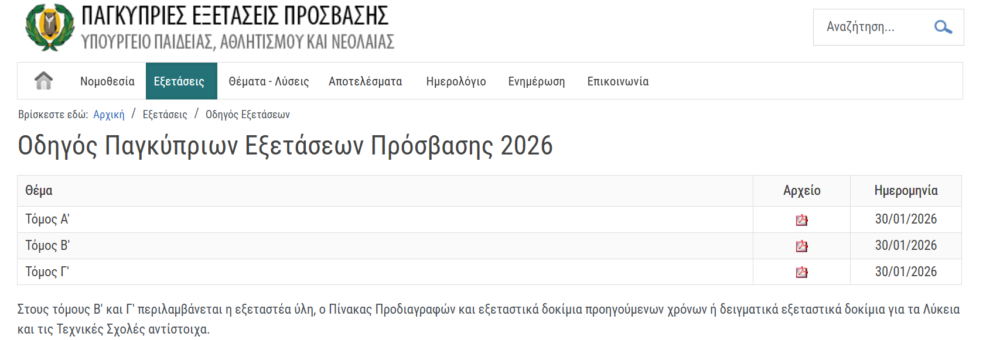 ΠΑΓΚΥΠΡΙΕΣ ΕΞΕΤΑΣΕΙΣ ΠΡΟΣΒΑΣΗΣ
ΥΠΟΥΡΓΕΙΟ ΠΑΙΔΕΙΑΣ, ΑΘΛΗΤΙΣΜΟΥ ΚΑΙ ΝΕΟΛΑΙΑΣ
Αναζήτηση...
Νομοθεσία Εξετάσεις Θέματα - Λύσεις Αποτελέσματα Ημερολόγιο Ενημέρωση Επικοινωνία
Βρίσκεστε εδώ: Αρχική / Εξετάσεις / Οδηγός Εξετάσεων
Οδηγός Παγκύπριων Εξετάσεων Πρόσβασης 2026
Θέμα Αρχείο Ημερομηνία
Τόμος Α' 30/01/2026
Τόμος Β' 30/01/2026
Τόμος Γ' 30/01/2026
Στους τόμους Β' και Γ' περιλαμβάνεται η εξεταστέα ύλη, ο Πίνακας Προδιαγραφών και εξεταστικά δοκίμια προηγούμενων χρόνων ή δειγματικά εξεταστικά δοκίμια για τα Λύκεια
και τις Τεχνικές Σχολές αντίστοιχα.